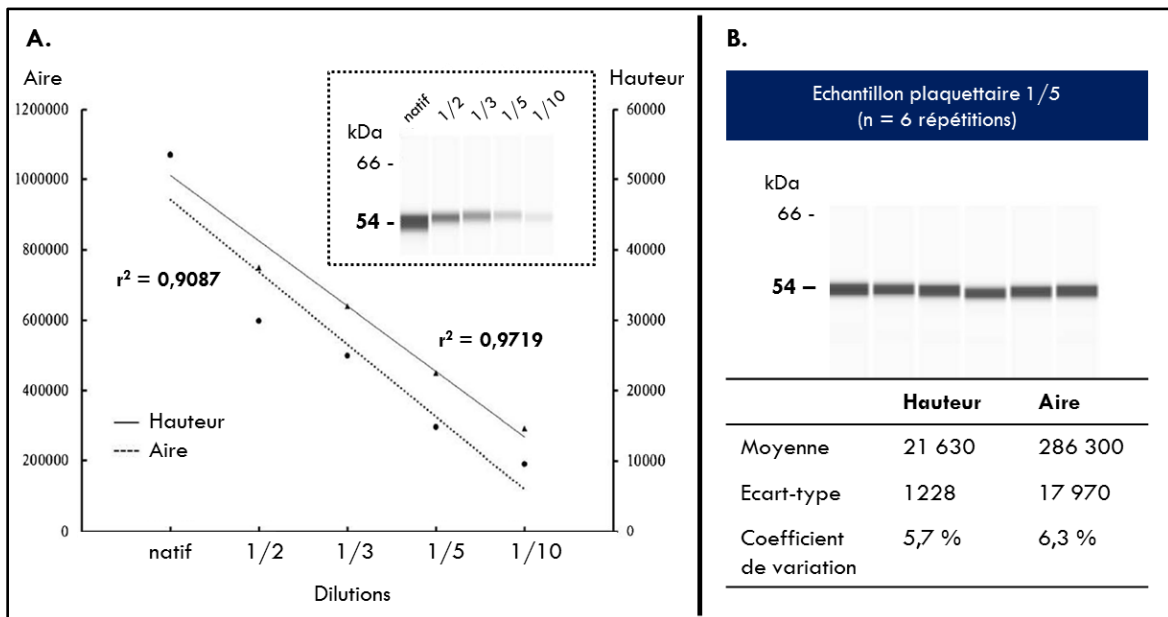 A.
Aire
Hauteur
1200000
1000000
800000
600000
400000
200000
0
60000
50000
40000
30000
20000
10000
0
natif 1/2 1/3 1/5 1/10
kDa
66 -
54 -
r² = 0,9087
r² = 0,9719
Hauteur
Aire
natif 1/2 1/3 1/5 1/10
Dilutions
B.
Echantillon plaquettaire 1/5
(n = 6 répétitions)
kDa
66 -
54 –
Hauteur Aire
Moyenne 21 630 286 300
Ecart-type 1228 17 970
Coefficient 5,7 % 6,3 %
de variation